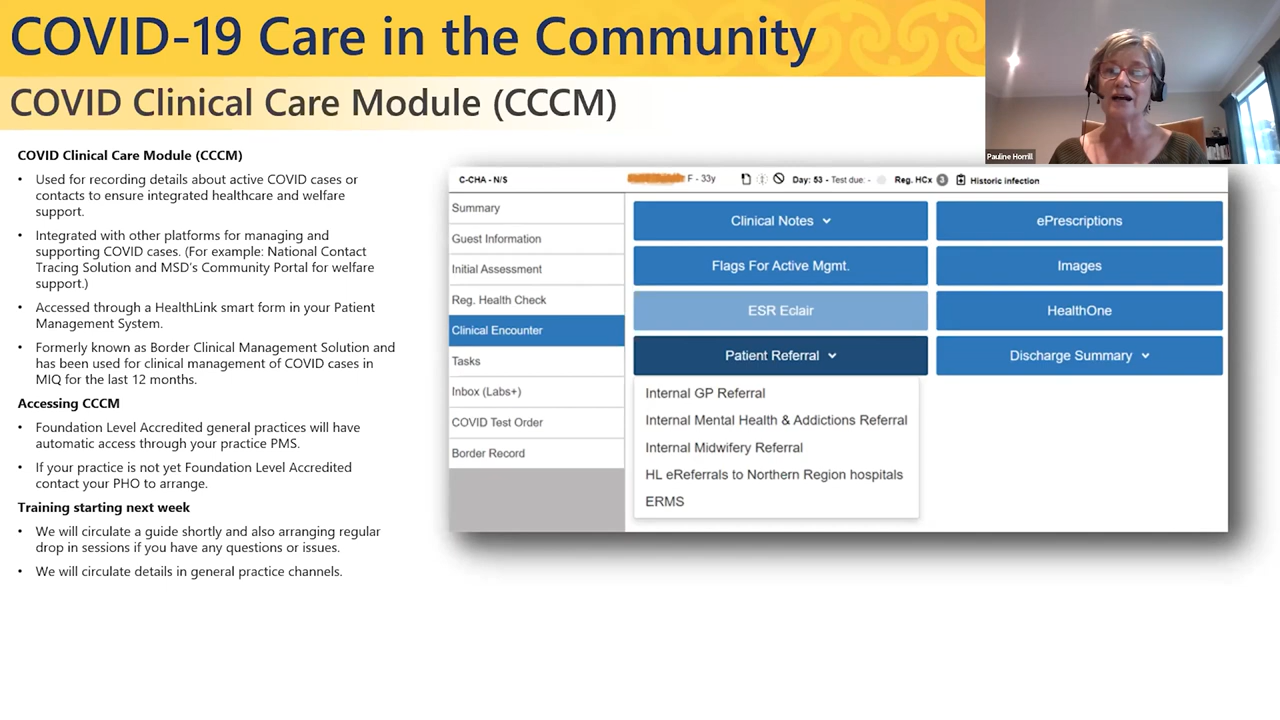 COVID-19 Care in the Community
COVID Clinical Care Module (CCCM)
Pauline Horrill
COVID Clinical Care Module (CCCM)
• Used for recording details about active COVID cases or
contacts to ensure integrated healthcare and welfare
support.
• Integrated with other platforms for managing and
supporting COVID cases. (For example: National Contact
Tracing Solution and MSD's Community Portal for welfare
support.)
• Accessed through a HealthLink smart form in your Patient
Management System.
• Formerly known as Border Clinical Management Solution and
has been used for clinical management of COVID cases in
MIQ for the last 12 months.
Accessing CCCM
• Foundation Level Accredited general practices will have
automatic access through your practice PMS.
• If your practice is not yet Foundation Level Accredited
contact your PHO to arrange.
Training starting next week
• We will circulate a guide shortly and also arranging regular
drop in sessions if you have any questions or issues.
• We will circulate details in general practice channels.
C-CHA - N/S
F - 33y
Day: 53 - Test due: -
Reg. HCx 3
Historic infection
Summary
Guest Information
Initial Assessment
Reg. Health Check
Clinical Encounter
Tasks
Inbox (Labs+)
COVID Test Order
Border Record
Clinical Notes
ePrescriptions
Flags For Active Mgmt.
Images
ESR Eclair
HealthOne
Patient Referral
Discharge Summary
Internal GP Referral
Internal Mental Health & Addictions Referral
Internal Midwifery Referral
HL eReferrals to Northern Region hospitals
ERMS